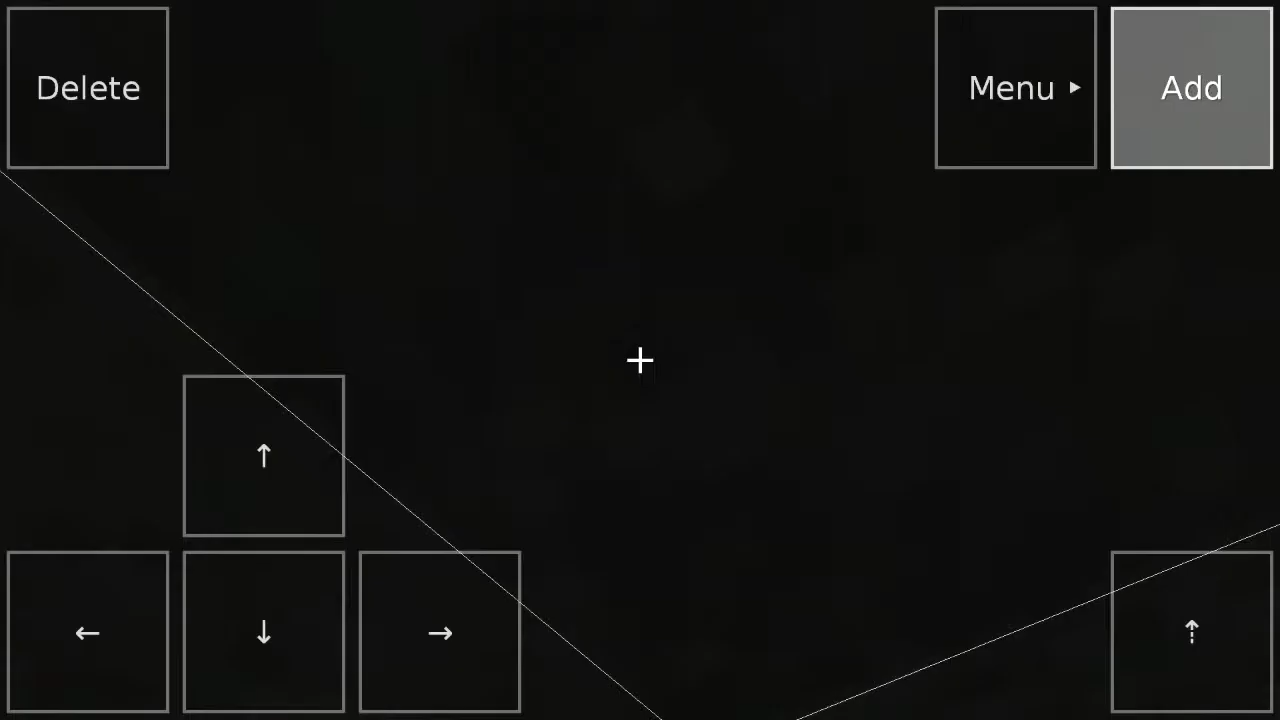 Delete
Menu ▸
Add
↑
←
↓
→
⇡